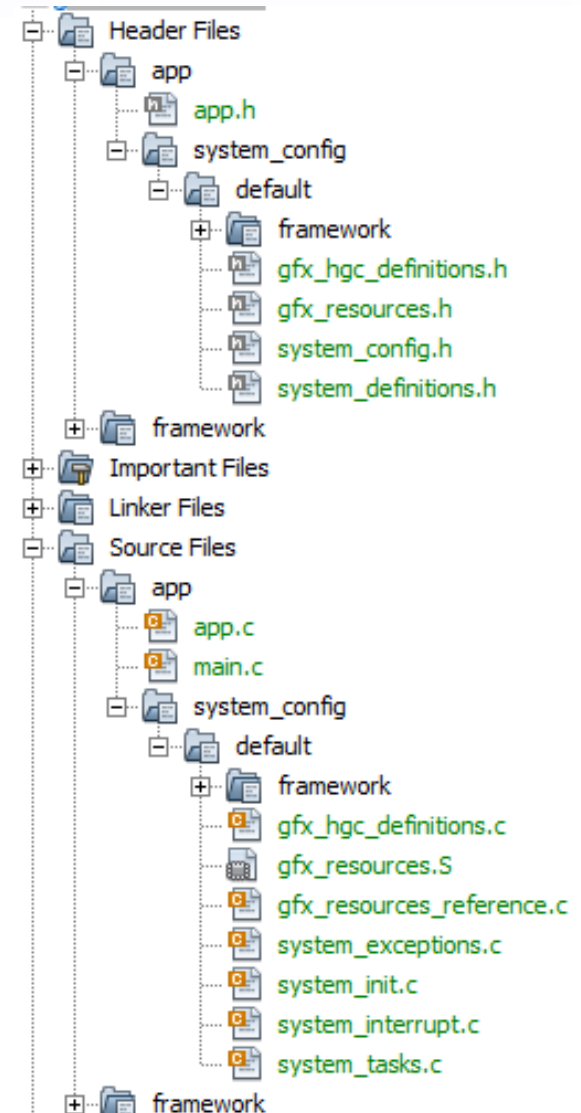 Header Files
app
app.h
system_config
default
framework
gfx_hgc_definitions.h
gfx_resources.h
system_config.h
system_definitions.h
framework
Important Files
Linker Files
Source Files
app
app.c
main.c
system_config
default
framework
gfx_hgc_definitions.c
gfx_resources.S
gfx_resources_reference.c
system_exceptions.c
system_init.c
system_interrupt.c
system_tasks.c
framework